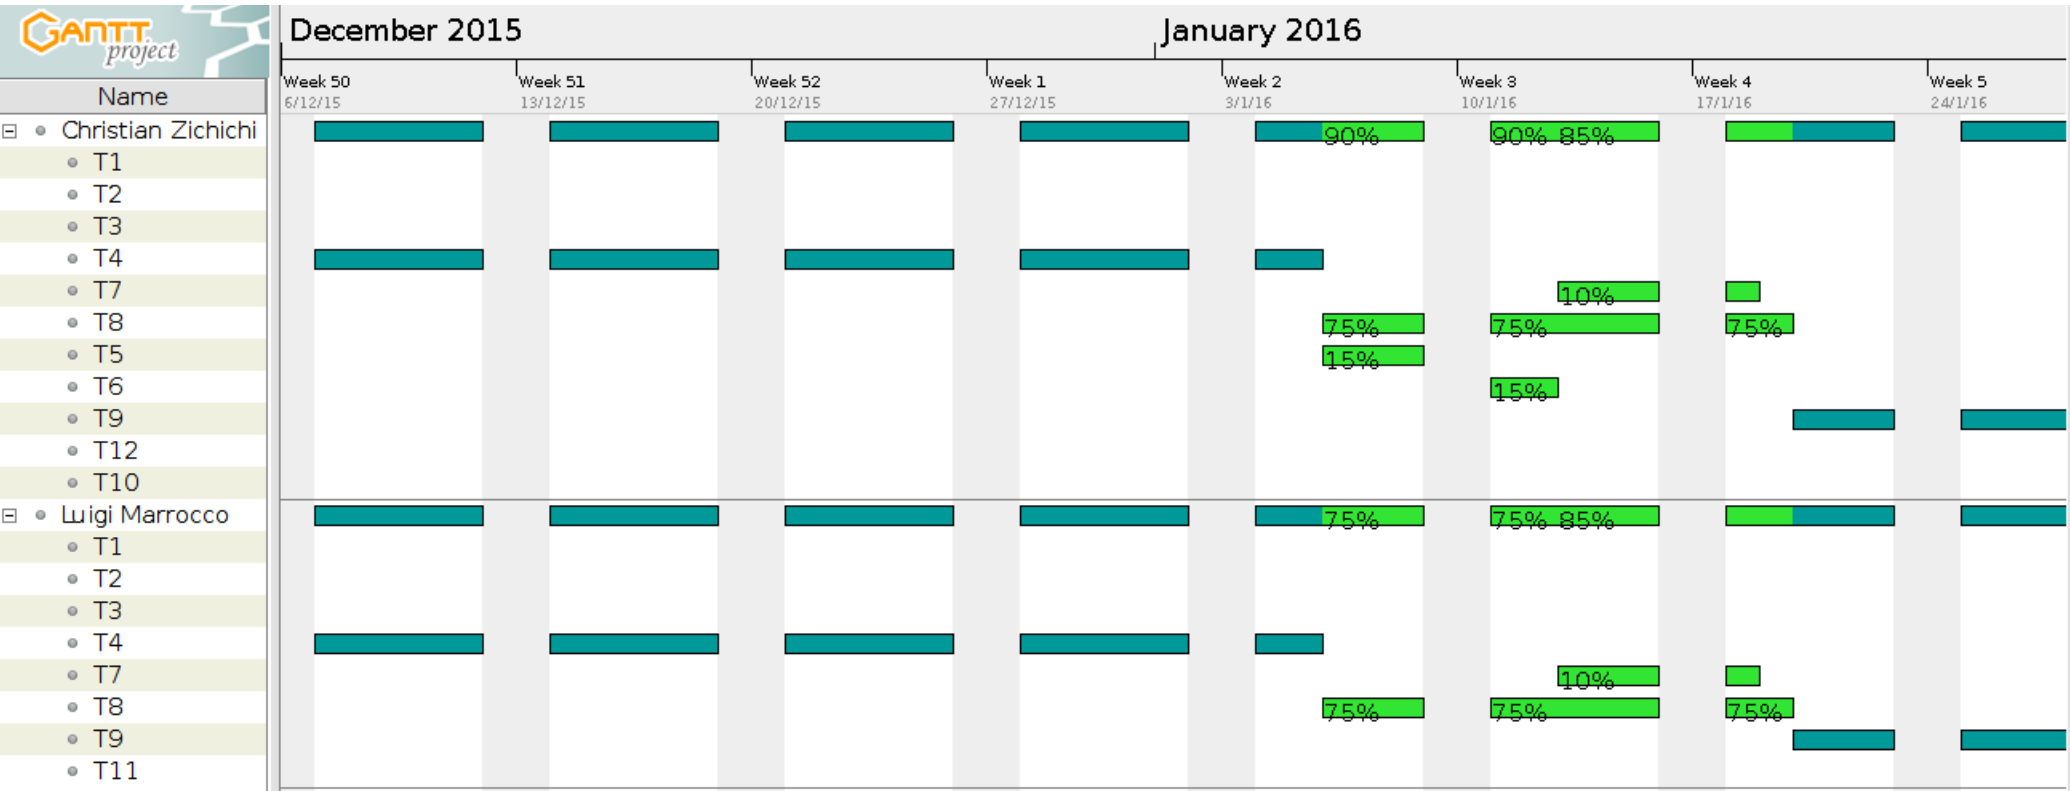 GANTT
project
December 2015
January 2016
Name
Week 50
6/12/15
Week 51
13/12/15
Week 52
20/12/15
Week 1
27/12/15
Week 2
3/1/16
Week 3
10/1/16
Week 4
17/1/16
Week 5
24/1/16
Christian Zichichi 90% 90% 85%
T1
T2
T3
T4
T7 10%
T8 75% 75% 75%
T5 15%
T6 15%
T9
T12
T10
Luigi Marrocco 75% 75% 85%
T1
T2
T3
T4
T7 10%
T8 75% 75% 75%
T9
T11